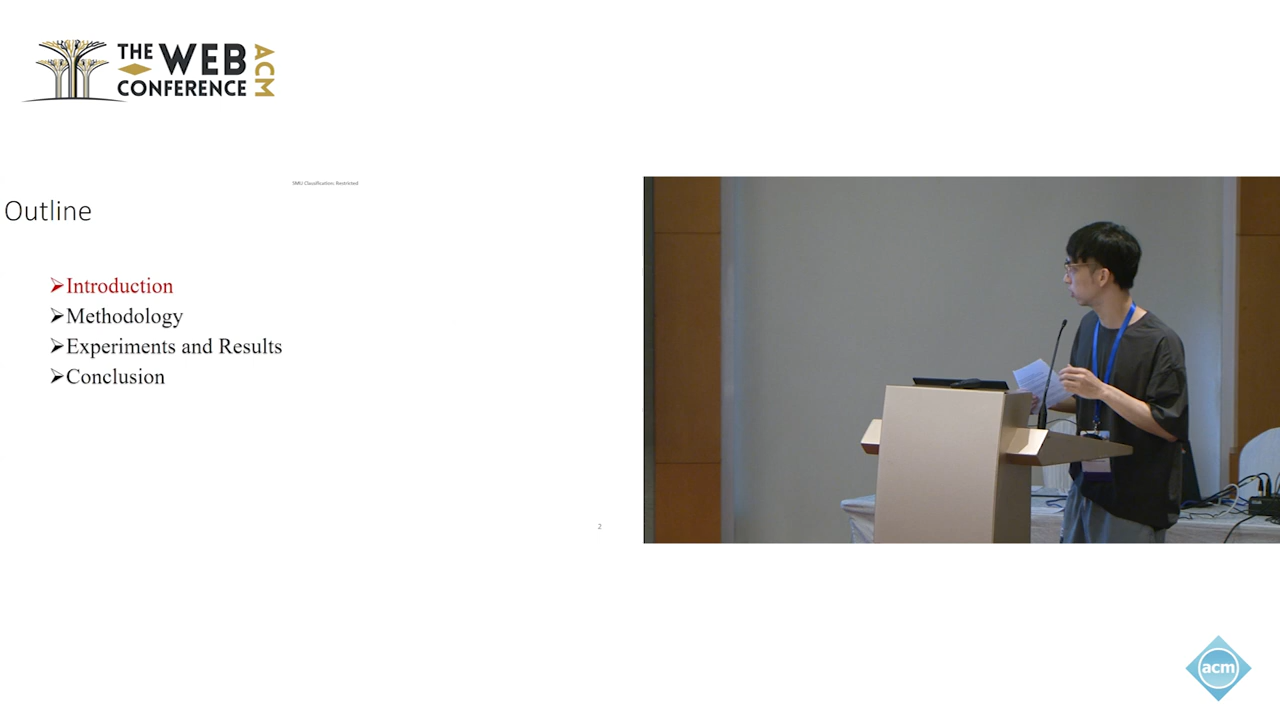 THE WEB
CONFERENCE
ACM
SMU Classification: Restricted
Outline
➢Introduction
➢Methodology
➢Experiments and Results
➢Conclusion
2
acm